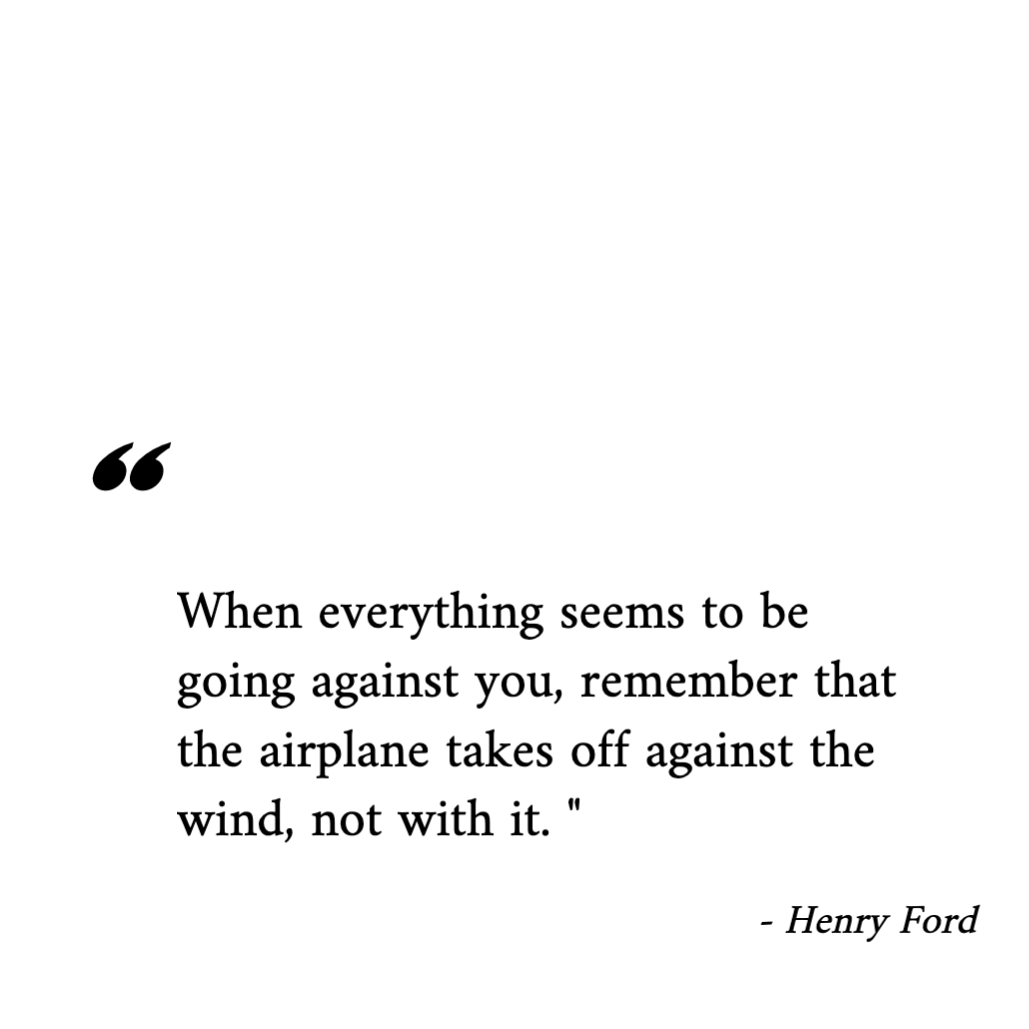 “
When everything seems to be
going against you, remember that
the airplane takes off against the
wind, not with it. "
- Henry Ford